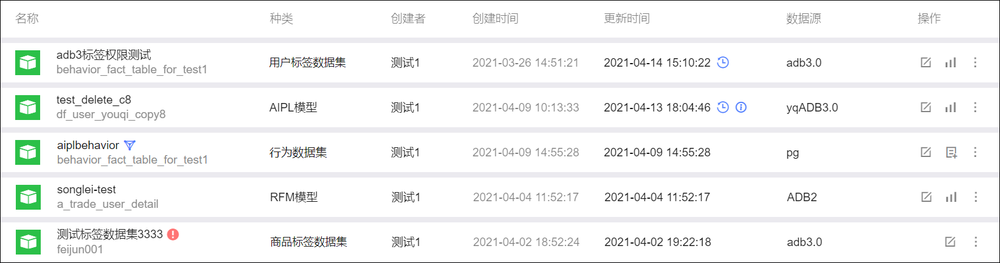 名称 种类 创建者 创建时间 更新时间 数据源 操作
adb3标签权限测试
behavior_fact_table_for_test1
用户标签数据集 测试1 2021-03-26 14:51:21 2021-04-14 15:10:22 adb3.0
test_delete_c8
df_user_youqi_copy8
AIPL模型 测试1 2021-04-09 10:13:33 2021-04-13 18:04:46 yqADB3.0
aiplbehavior
behavior_fact_table_for_test1
行为数据集 测试1 2021-04-09 14:55:28 2021-04-09 14:55:28 pg
songlei-test
a_trade_user_detail
RFM模型 测试1 2021-04-04 11:52:17 2021-04-04 11:52:17 ADB2
测试标签数据集3333
feijun001
商品标签数据集 测试1 2021-04-02 18:52:24 2021-04-02 19:22:18 adb3.0